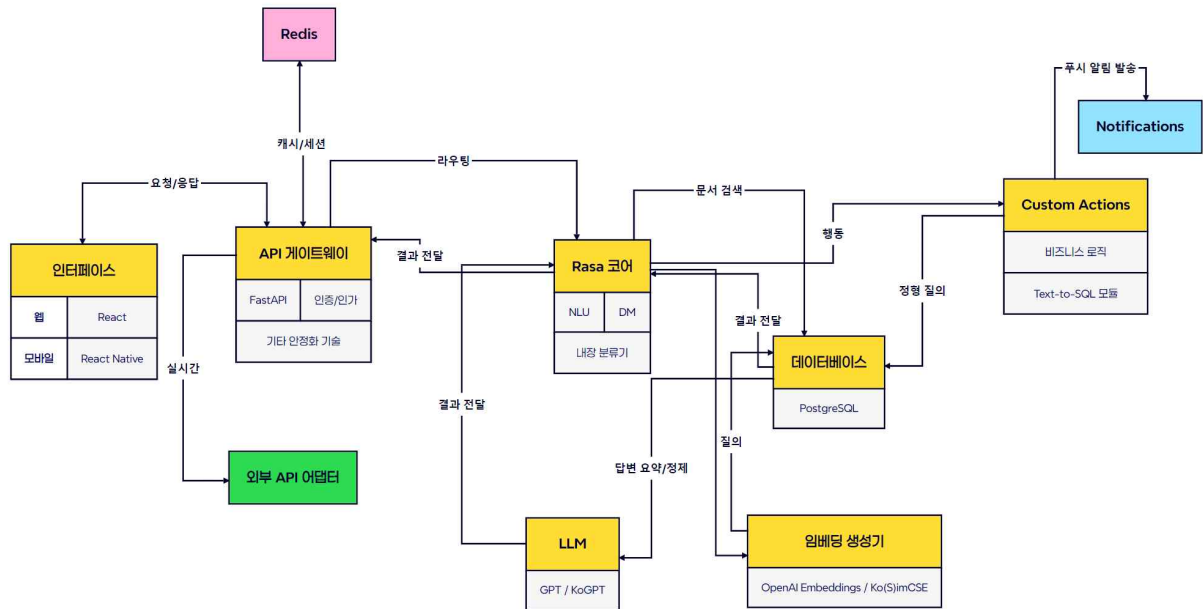 Redis
푸시 알림 발송
Notifications
캐시/세션
라우팅
요청/응답
문서 검색
Custom Actions
비즈니스 로직
Text-to-SQL 모듈
행동
API 게이트웨이
FastAPI
인증/인가
기타 안정화 기술
결과 전달
Rasa 코어
NLU
DM
내장 분류기
인터페이스
웹
React
모바일
React Native
정형 질의
결과 전달
실시간
데이터베이스
PostgreSQL
결과 전달
질의
답변 요약/정제
외부 API 어댑터
LLM
GPT / KoGPT
임베딩 생성기
OpenAI Embeddings / Ko(S)imCSE